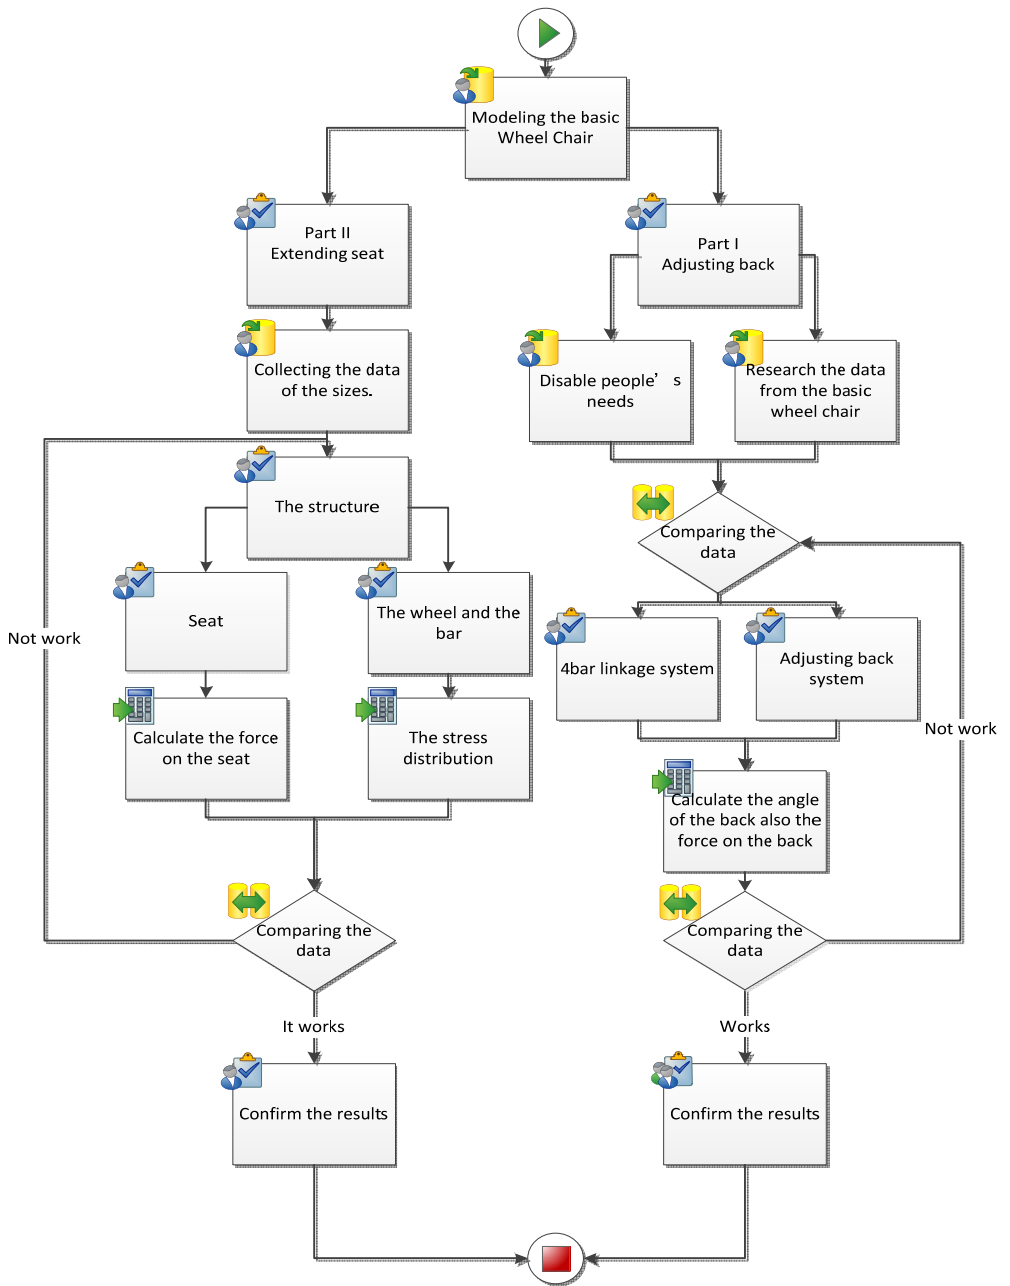 Modeling the basic
Wheel Chair
Part II
Extending seat
Part I
Adjusting back
Collecting the data
of the sizes.
Disable people’s
needs
Research the data
from the basic
wheel chair
The structure
Comparing the
data
Seat
The wheel and the
bar
Not work
4bar linkage system
Adjusting back
system
Calculate the force
on the seat
The stress
distribution
Not work
Calculate the angle
of the back also the
force on the back
Comparing the
data
Comparing the
data
It works
Works
Confirm the results
Confirm the results